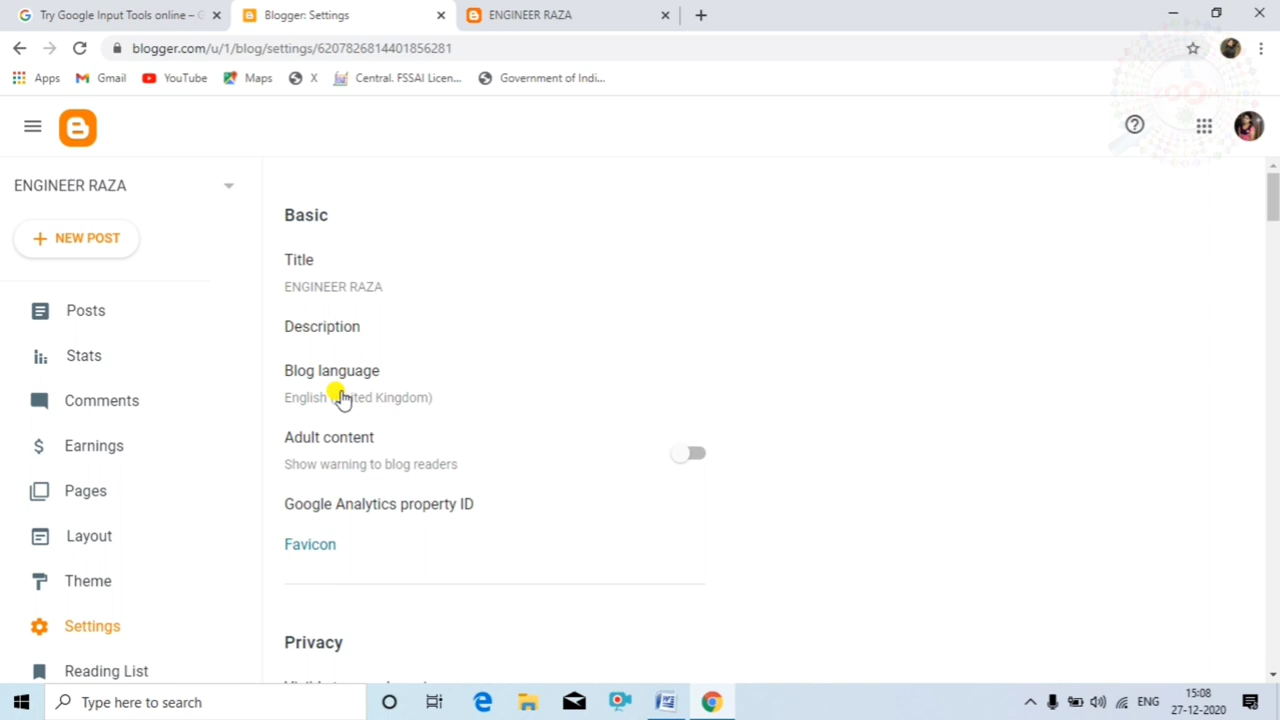 Try Google Input Tools online –
Blogger: Settings
ENGINEER RAZA
blogger.com/u/1/blog/settings/6207826814401856281
Apps
Gmail
YouTube
Maps
X
Central. FSSAI Licen...
Government of Indi...
ENGINEER RAZA
NEW POST
Posts
Stats
Comments
Earnings
Pages
Layout
Theme
Settings
Reading List
Basic
Title
ENGINEER RAZA
Description
Blog language
English (United Kingdom)
Adult content
Show warning to blog readers
Google Analytics property ID
Favicon
Privacy
Type here to search
ENG
15:08
27-12-2020